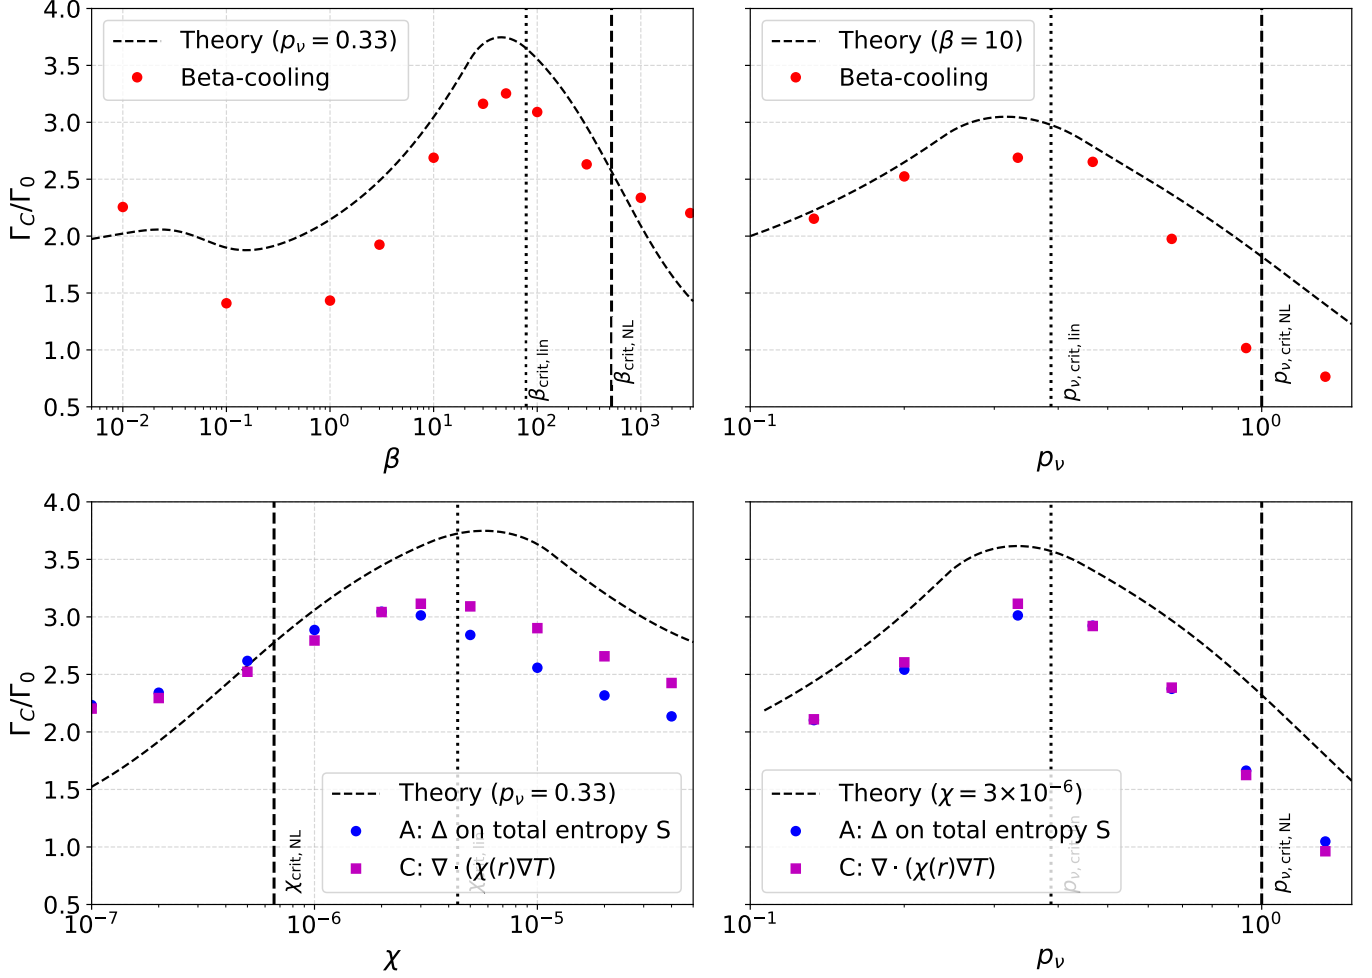 4.0
3.5
3.0
2.5
2.0
1.5
1.0
0.5
Γ_C/Γ_0
Theory (p_ν = 0.33)
Beta-cooling
β_crit, lin
β_crit, NL
10^−2 10^−1 10^0 10^1 10^2 10^3
β
Theory (β = 10)
Beta-cooling
p_ν, crit, lin
p_ν, crit, NL
10^−1 10^0
p_ν
4.0
3.5
3.0
2.5
2.0
1.5
1.0
0.5
Γ_C/Γ_0
Theory (p_ν = 0.33)
A: Δ on total entropy S
C: ∇ · (χ(r)∇T)
χ_crit, NL
χ_crit, lin
10^−7 10^−6 10^−5
χ
Theory (χ = 3×10^−6)
A: Δ on total entropy S
C: ∇ · (χ(r)∇T)
p_ν, crit, lin
p_ν, crit, NL
10^−1 10^0
p_ν